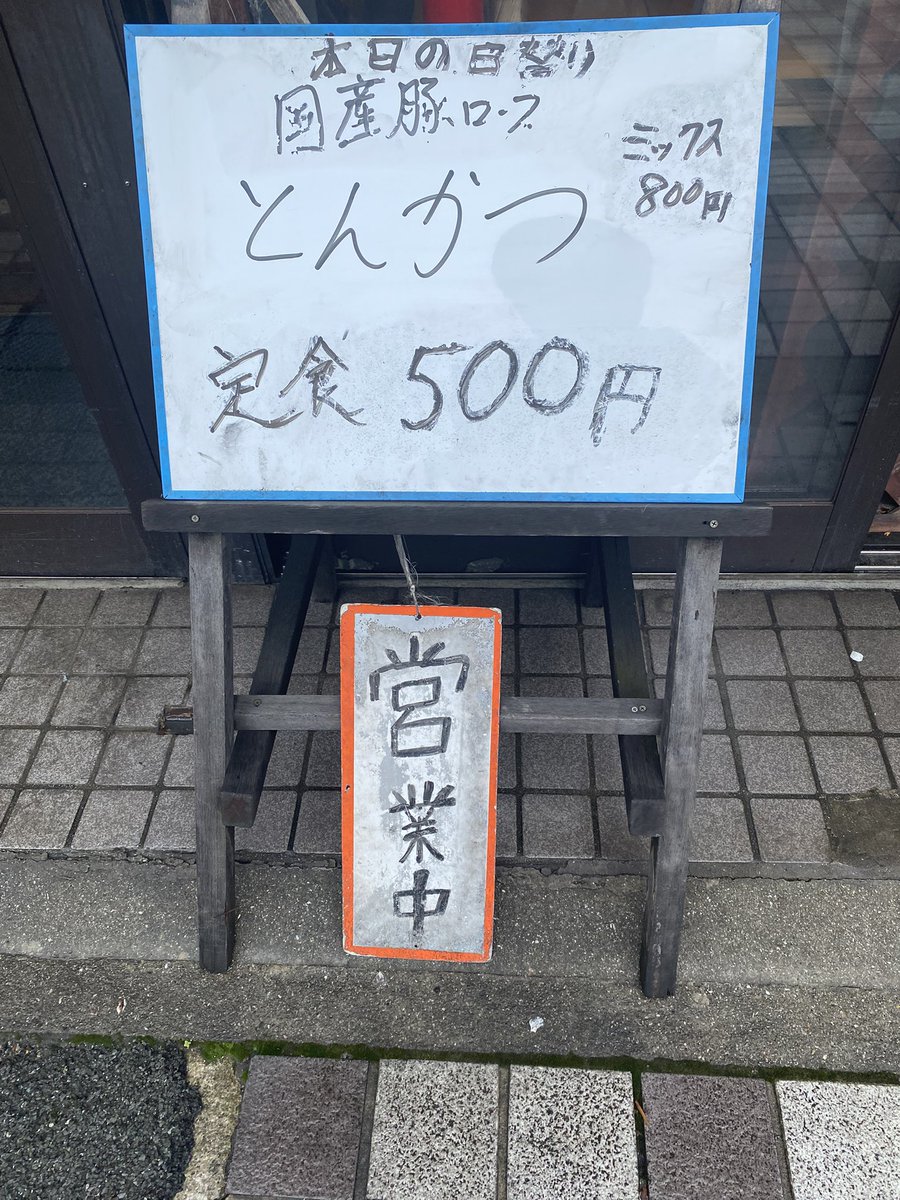 本日の日替り
国産豚ロース
ミックス
800円
とんかつ
定食 500円
営業中